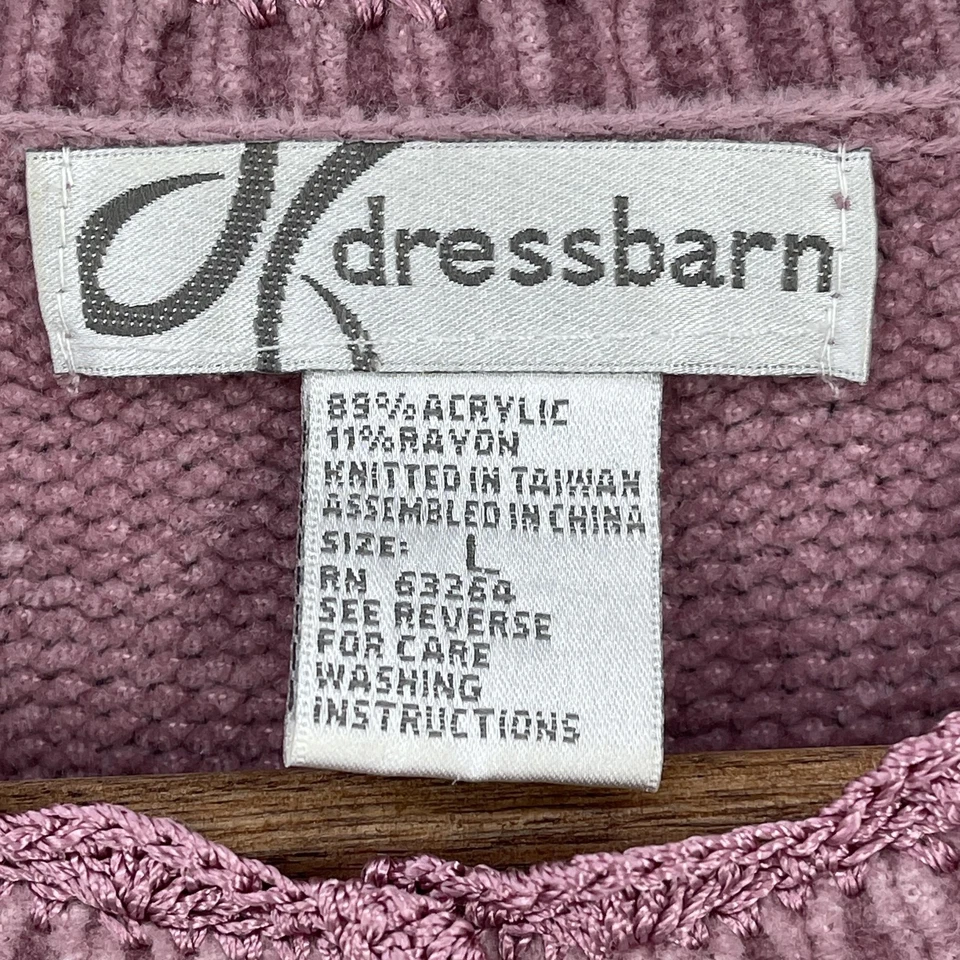 dressbarn
89% ACRYLIC
11% RAYON
KNITTED IN TAIWAN
ASSEMBLED IN CHINA
SIZE: L
RN 63264
SEE REVERSE
FOR CARE
WASHING
INSTRUCTIONS